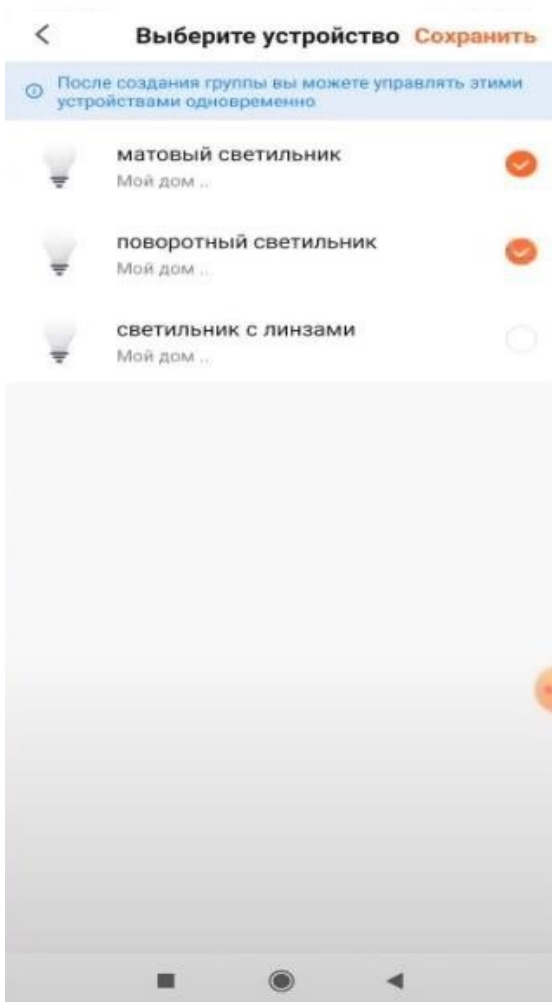 Выберите устройство Сохранить
После создания группы вы можете управлять этими
устройствами одновременно
матовый светильник
Мой дом ..
поворотный светильник
Мой дом ..
светильник с линзами
Мой дом ..